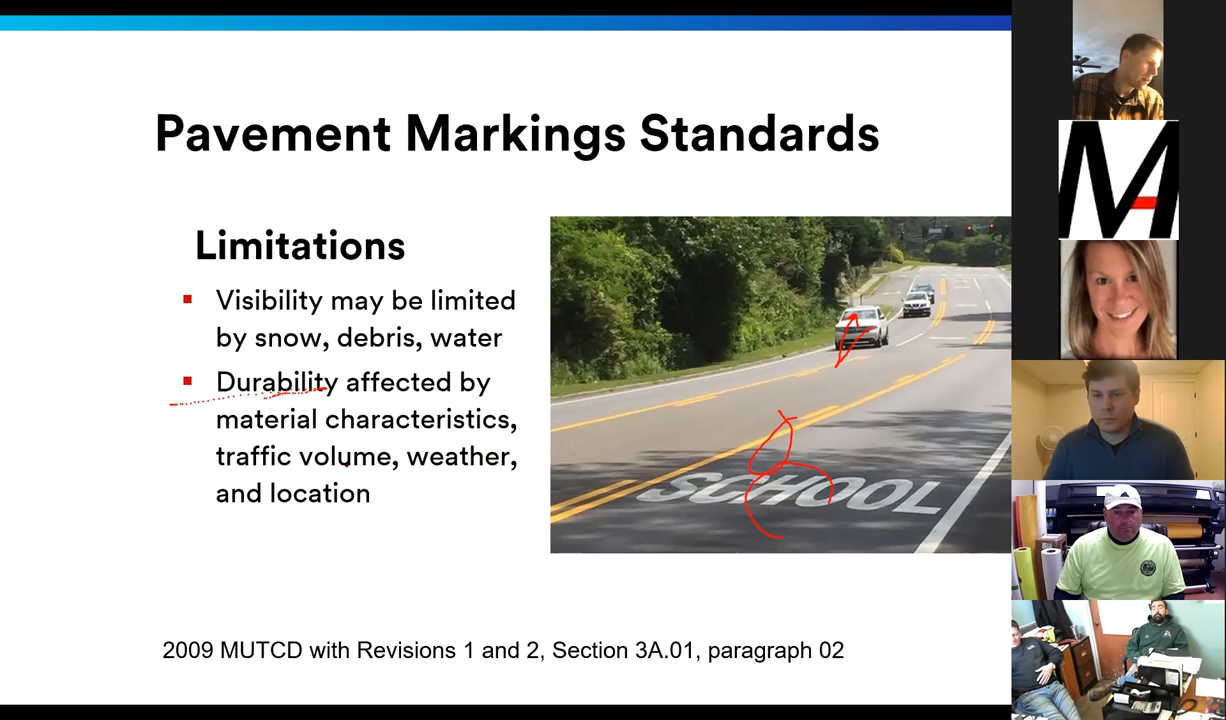 Pavement Markings Standards
Limitations
Visibility may be limited
by snow, debris, water
Durability affected by
material characteristics,
traffic volume, weather,
and location
SCHOOL
2009 MUTCD with Revisions 1 and 2, Section 3A.01, paragraph 02
MA